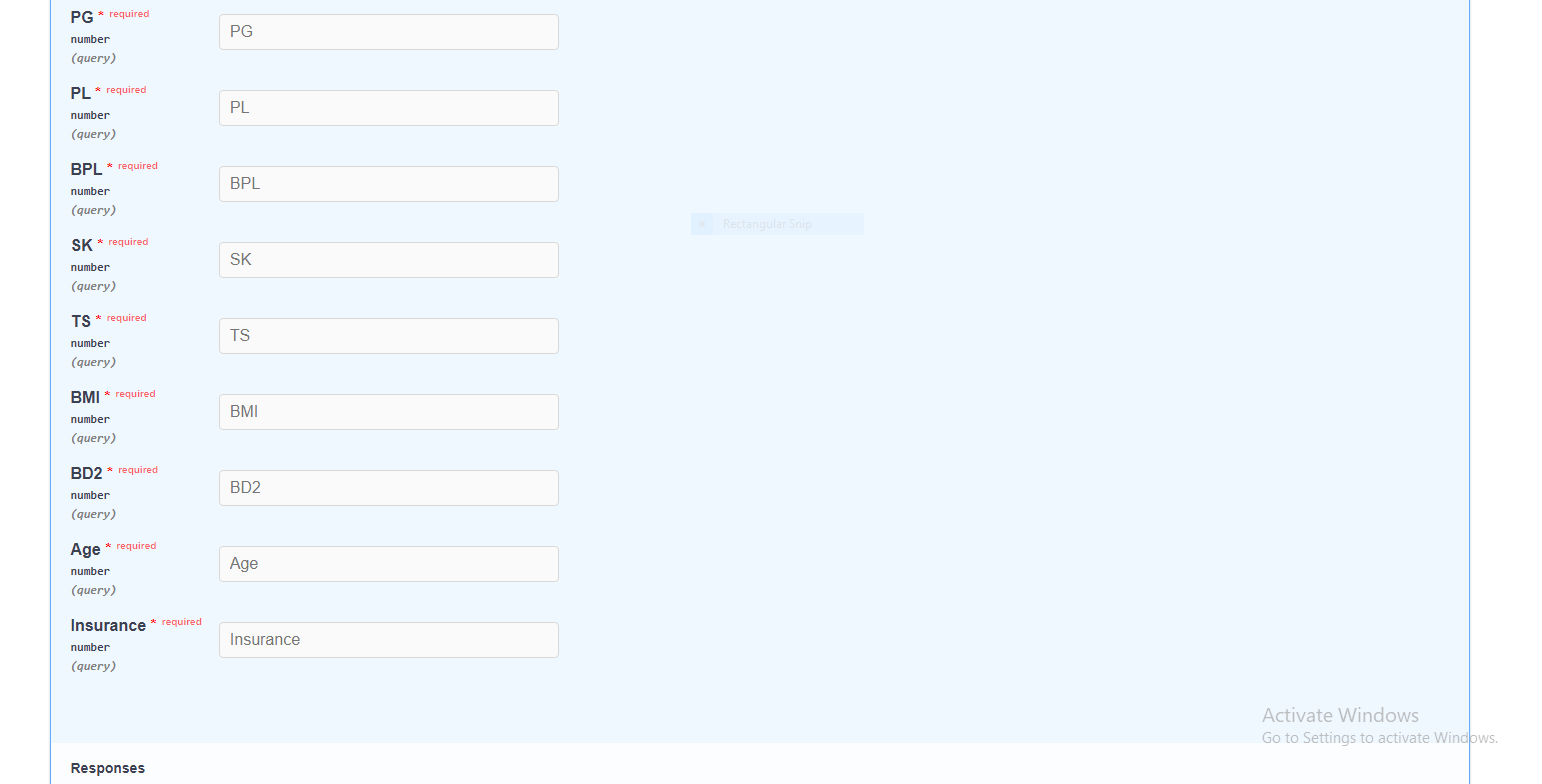 PG * required
PG
number
(query)
PL * required
PL
number
(query)
BPL * required
BPL
number
(query)
Rectangular Snip
SK * required
SK
number
(query)
TS * required
TS
number
(query)
BMI * required
BMI
number
(query)
BD2 * required
BD2
number
(query)
Age * required
Age
number
(query)
Insurance * required
Insurance
number
(query)
Activate Windows
Go to Settings to activate Windows.
Responses